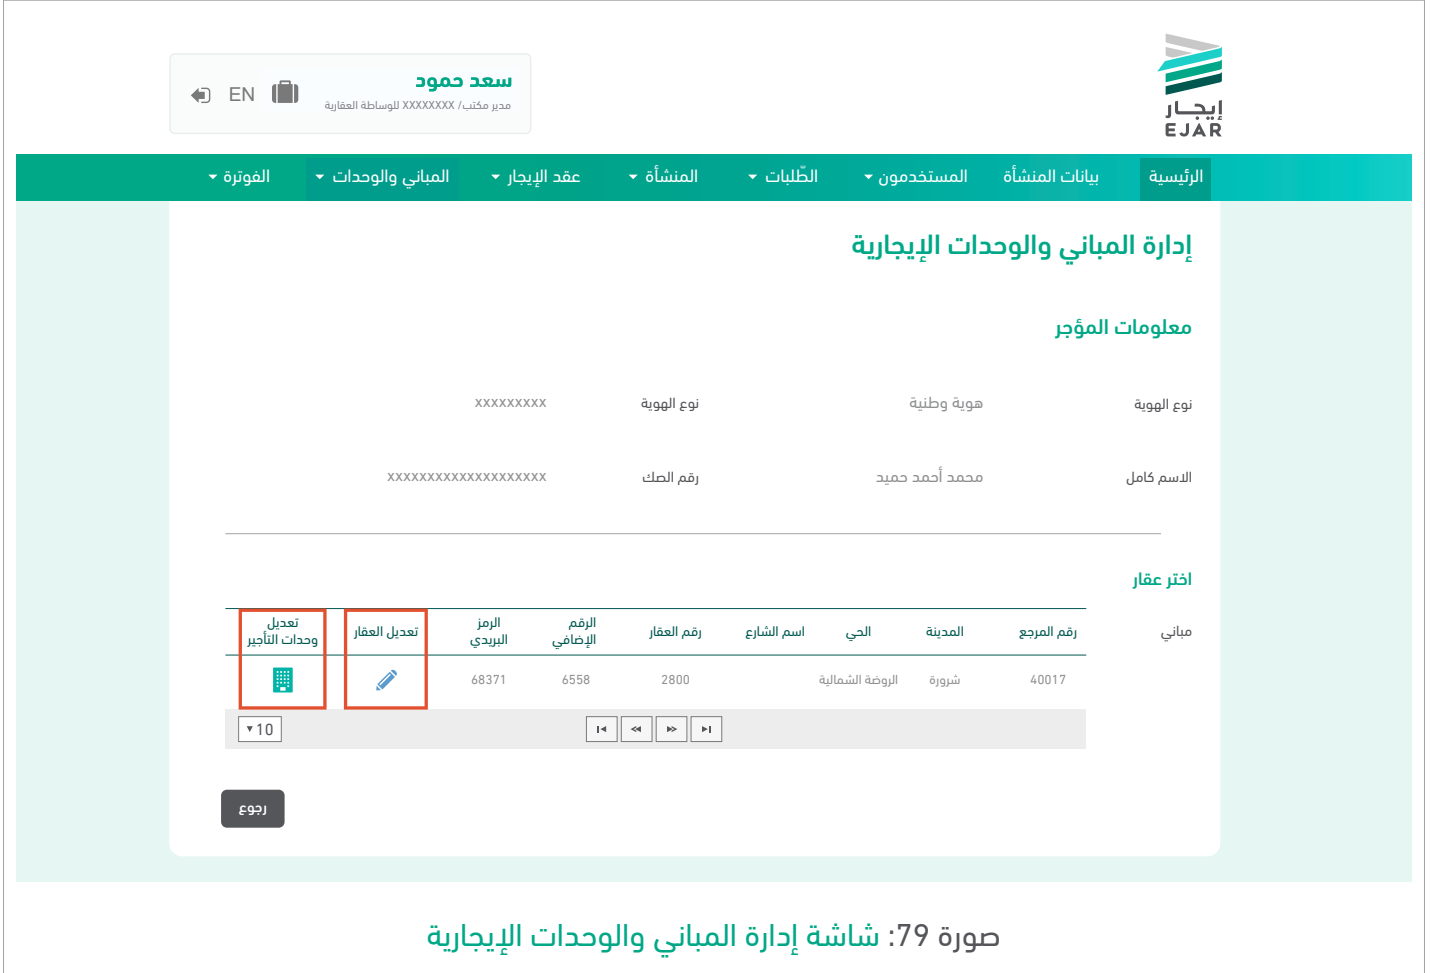 إيجار
EJAR
سعد حمود
مدير مكتب/ XXXXXXXX للوساطة العقارية
EN
الرئيسية بيانات المنشأة المستخدمون الطّلبات المنشأة عقد الإيجار المباني والوحدات الفوترة
إدارة المباني والوحدات الإيجارية
معلومات المؤجر
نوع الهوية هوية وطنية نوع الهوية xxxxxxxxx
الاسم كامل محمد أحمد حميد رقم الصك xxxxxxxxxxxxxxxxxxxx
اختر عقار
مباني
رقم المرجع المدينة الحي اسم الشارع رقم العقار الرقم الإضافي الرمز البريدي تعديل العقار تعديل وحدات التأجير
40017 شرورة الروضة الشمالية 2800 6558 68371
10
رجوع
صورة 79: شاشة إدارة المباني والوحدات الإيجارية